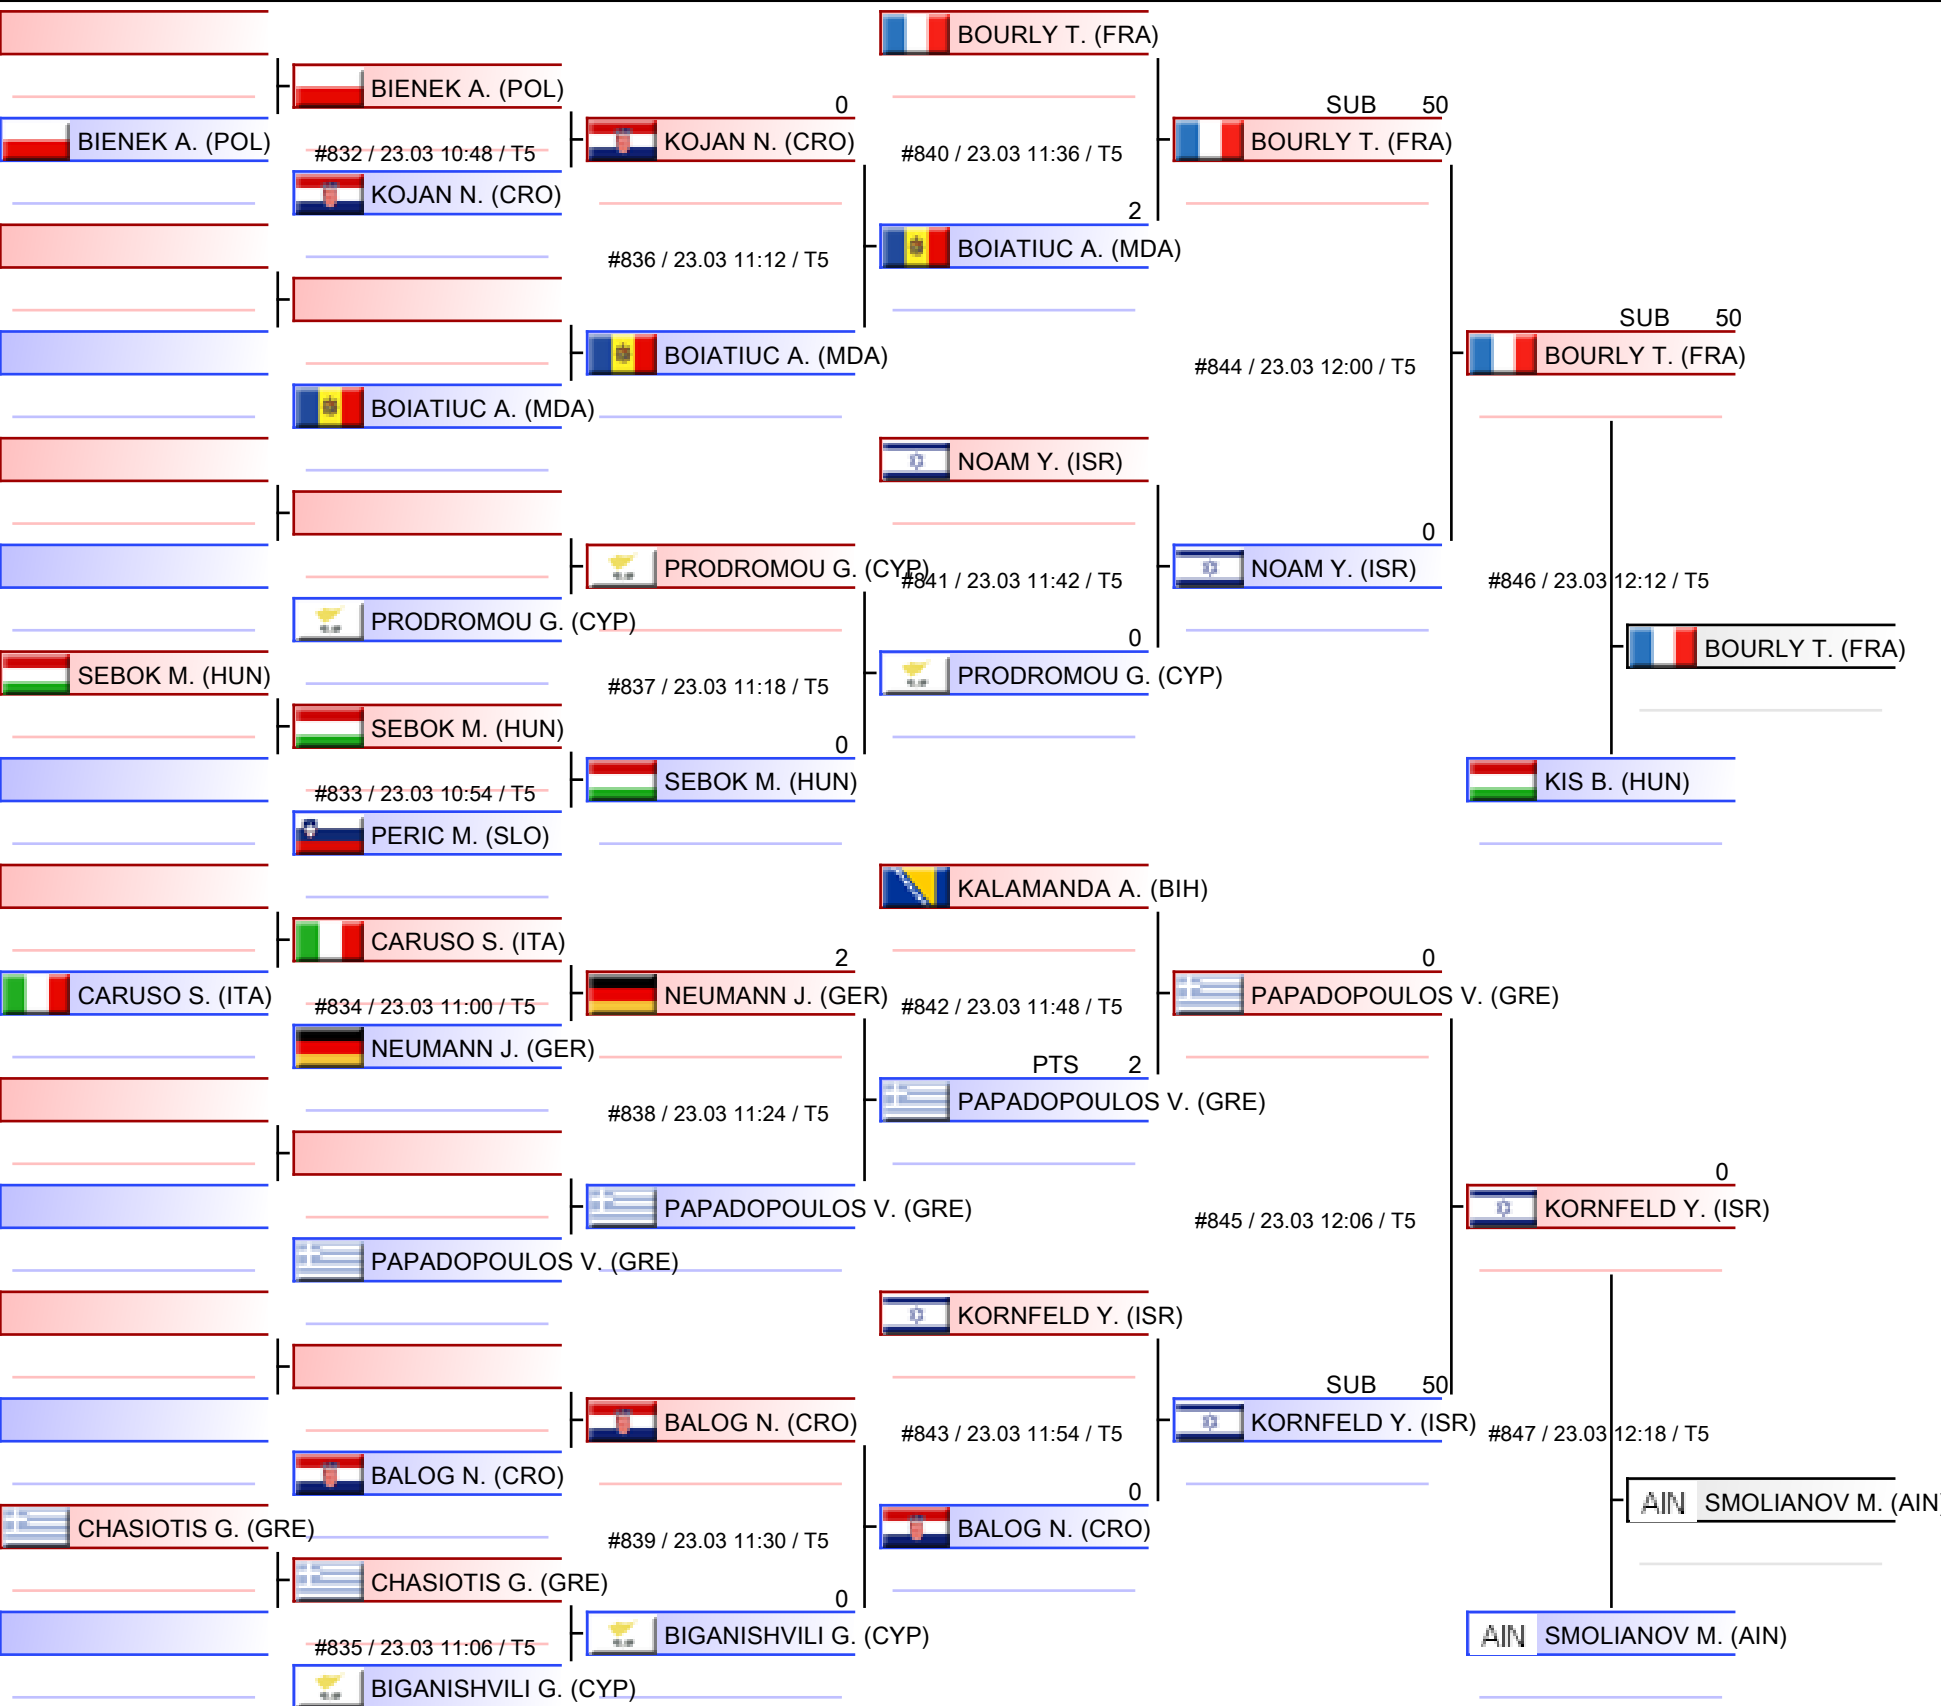 BOURLY T. (FRA)
BIENEK A. (POL)
0
SUB 50
BIENEK A. (POL)
#832 / 23.03 10:48 / T5
KOJAN N. (CRO)
#840 / 23.03 11:36 / T5
BOURLY T. (FRA)
KOJAN N. (CRO)
2
#836 / 23.03 11:12 / T5
BOIATIUC A. (MDA)
SUB 50
BOIATIUC A. (MDA)
#844 / 23.03 12:00 / T5
BOURLY T. (FRA)
BOIATIUC A. (MDA)
NOAM Y. (ISR)
0
PRODROMOU G. (CYP)
#841 / 23.03 11:42 / T5
NOAM Y. (ISR)
#846 / 23.03 12:12 / T5
PRODROMOU G. (CYP)
0
BOURLY T. (FRA)
SEBOK M. (HUN)
#837 / 23.03 11:18 / T5
PRODROMOU G. (CYP)
SEBOK M. (HUN)
0
#833 / 23.03 10:54 / T5
SEBOK M. (HUN)
KIS B. (HUN)
PERIC M. (SLO)
KALAMANDA A. (BIH)
CARUSO S. (ITA)
2
0
CARUSO S. (ITA)
#834 / 23.03 11:00 / T5
NEUMANN J. (GER)
#842 / 23.03 11:48 / T5
PAPADOPOULOS V. (GRE)
NEUMANN J. (GER)
PTS 2
#838 / 23.03 11:24 / T5
PAPADOPOULOS V. (GRE)
0
PAPADOPOULOS V. (GRE)
#845 / 23.03 12:06 / T5
KORNFELD Y. (ISR)
PAPADOPOULOS V. (GRE)
KORNFELD Y. (ISR)
SUB 50
BALOG N. (CRO)
#843 / 23.03 11:54 / T5
KORNFELD Y. (ISR)
#847 / 23.03 12:18 / T5
BALOG N. (CRO)
0
AIN SMOLIANOV M. (AIN)
CHASIOTIS G. (GRE)
#839 / 23.03 11:30 / T5
BALOG N. (CRO)
CHASIOTIS G. (GRE)
0
#835 / 23.03 11:06 / T5
BIGANISHVILI G. (CYP)
AIN SMOLIANOV M. (AIN)
BIGANISHVILI G. (CYP)